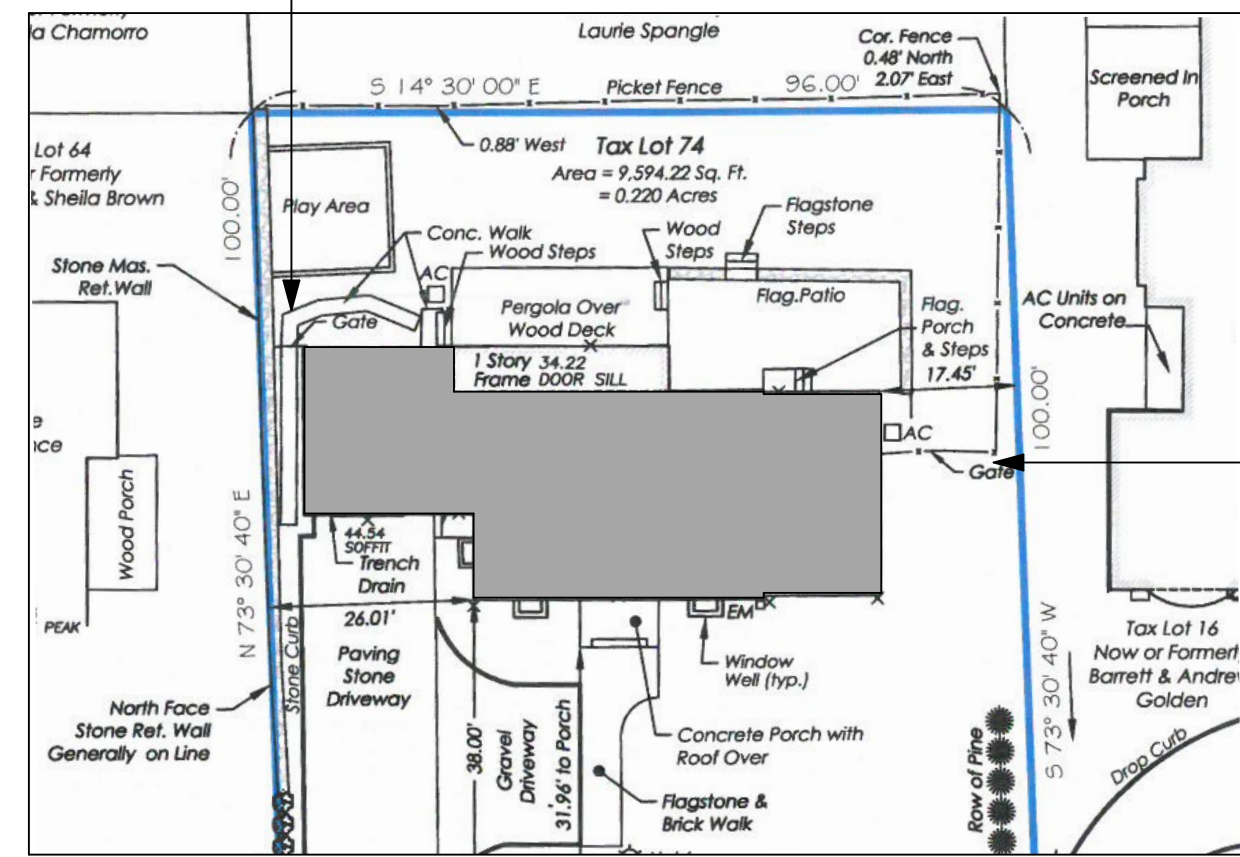 la Chamorro
Laurie Spangle
Cor. Fence
0.48' North
2.07' East
S 14° 30' 00" E
Picket Fence
96.00'
Screened In
Porch
Lot 64
r Formerly
& Sheila Brown
0.88' West
Tax Lot 74
Area = 9,594.22 Sq. Ft.
= 0.220 Acres
100.00'
Play Area
Flagstone
Steps
Conc. Walk
Wood Steps
Wood
Steps
AC
Stone Mas.
Ret.Wall
Gate
Pergola Over
Wood Deck
Flag.Patio
Flag.
Porch
& Steps
17.45'
AC Units on
Concrete
1 Story 34.22
Frame DOOR SILL
100.00'
AC
Gate
Wood Porch
44.54
SOFFIT
Trench
Drain
26.01'
N 73° 30' 40" E
PEAK
Stone Curb
Paving
Stone
Driveway
EM
Window
Well (typ.)
Tax Lot 16
Now or Formerl
Barrett & Andrew
Golden
S 73° 30' 40" W
North Face
Stone Ret. Wall
Generally on Line
38.00'
Gravel
Driveway
31.96' to Porch
Concrete Porch with
Roof Over
Flagstone &
Brick Walk
Row of Pine
Drop Curb